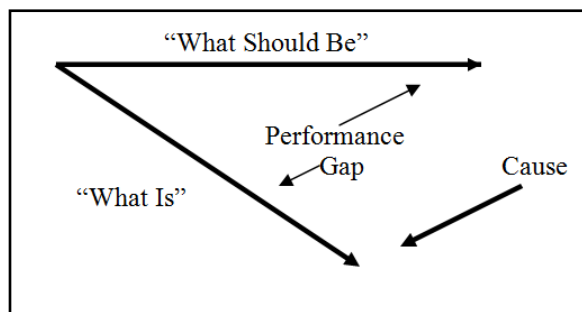 “What Should Be”
Performance
Gap
Cause
“What Is”